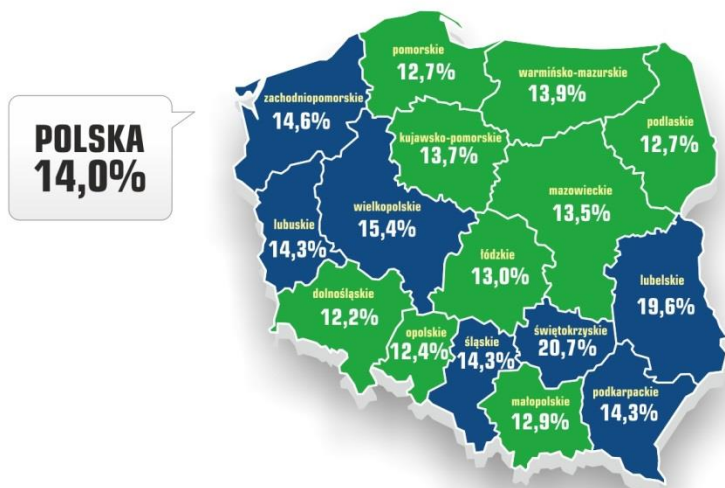 POLSKA
14,0%
pomorskie
12,7%
warmińsko-mazurskie
13,9%
zachodniopomorskie
14,6%
kujawsko-pomorskie
13,7%
podlaskie
12,7%
mazowieckie
13,5%
wielkopolskie
15,4%
lubuskie
14,3%
łódzkie
13,0%
lubelskie
19,6%
dolnośląskie
12,2%
opolskie
12,4%
śląskie
14,3%
świętokrzyskie
20,7%
podkarpackie
14,3%
małopolskie
12,9%